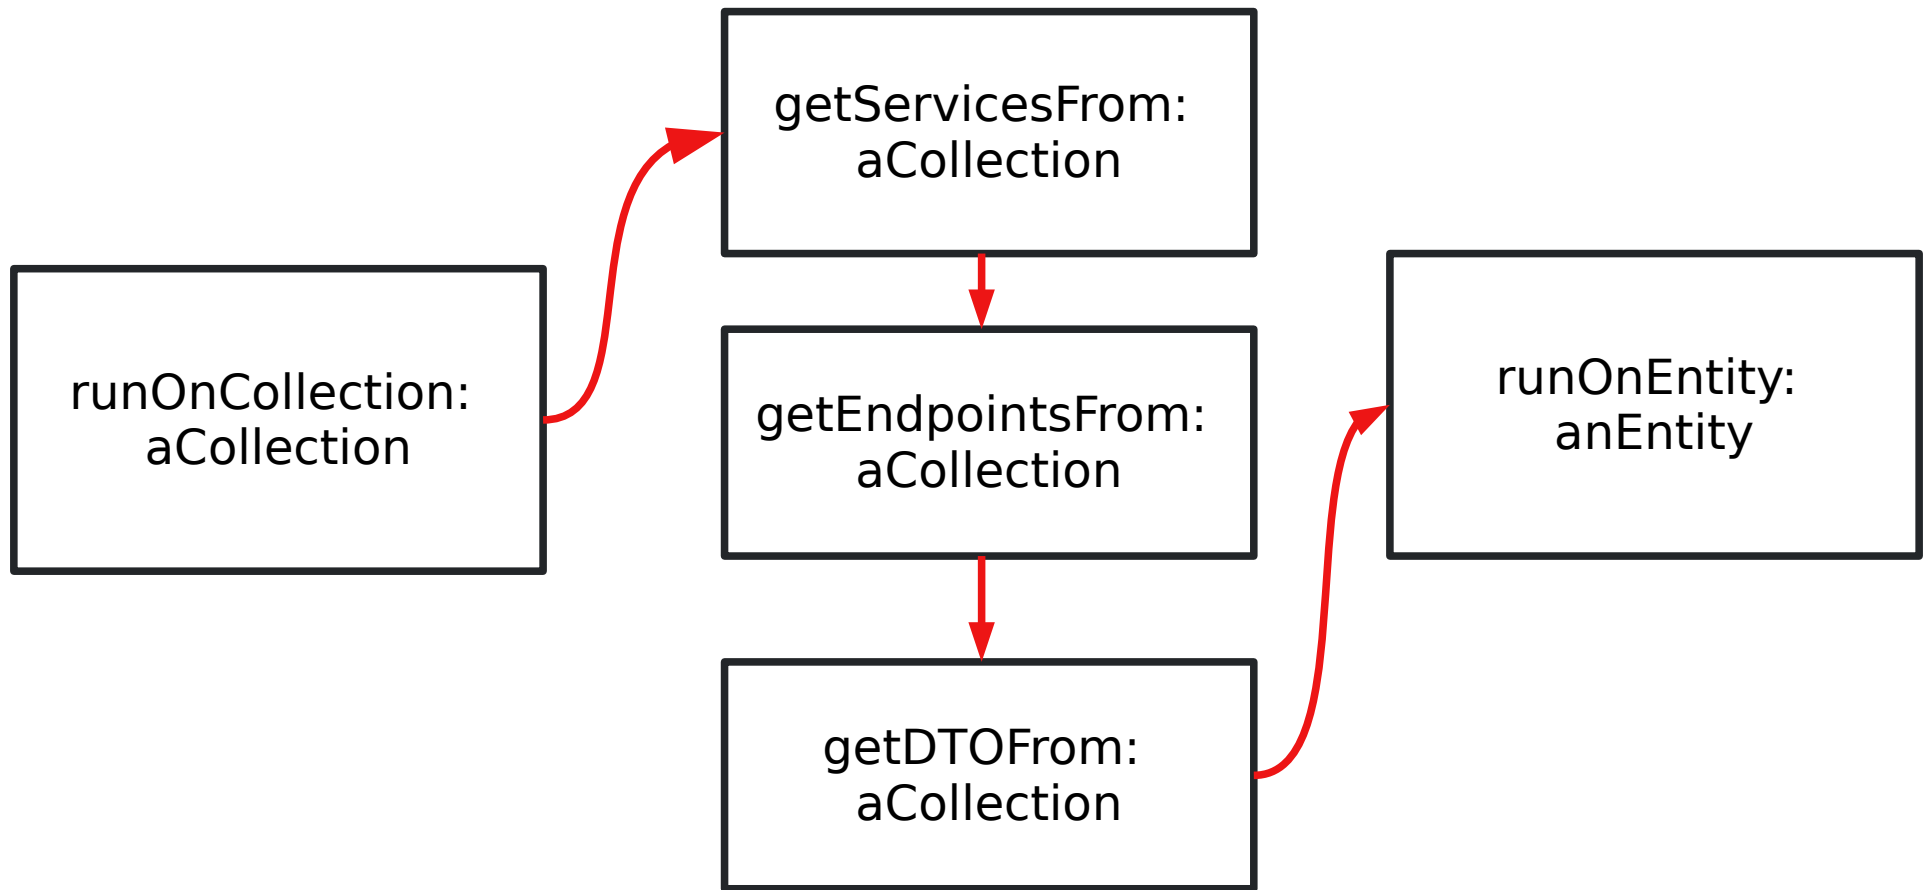 getServicesFrom:
aCollection
runOnCollection:
aCollection
getEndpointsFrom:
aCollection
runOnEntity:
anEntity
getDTOFrom:
aCollection